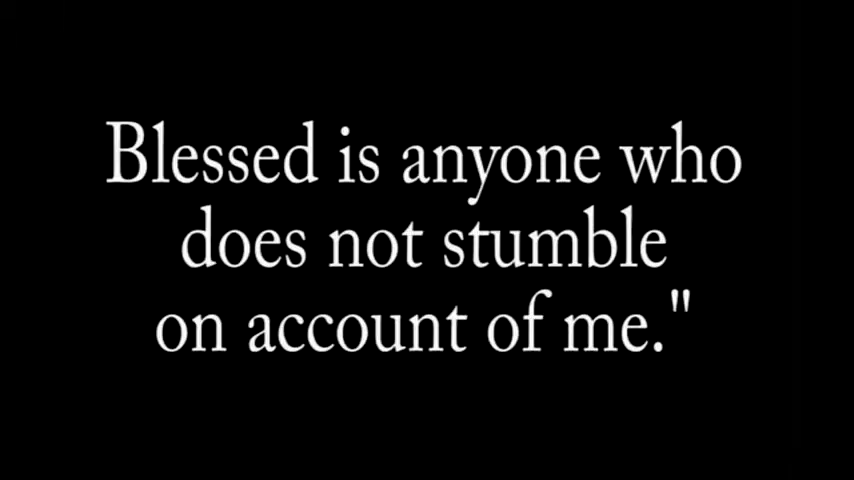 Blessed is anyone who
does not stumble
on account of me."